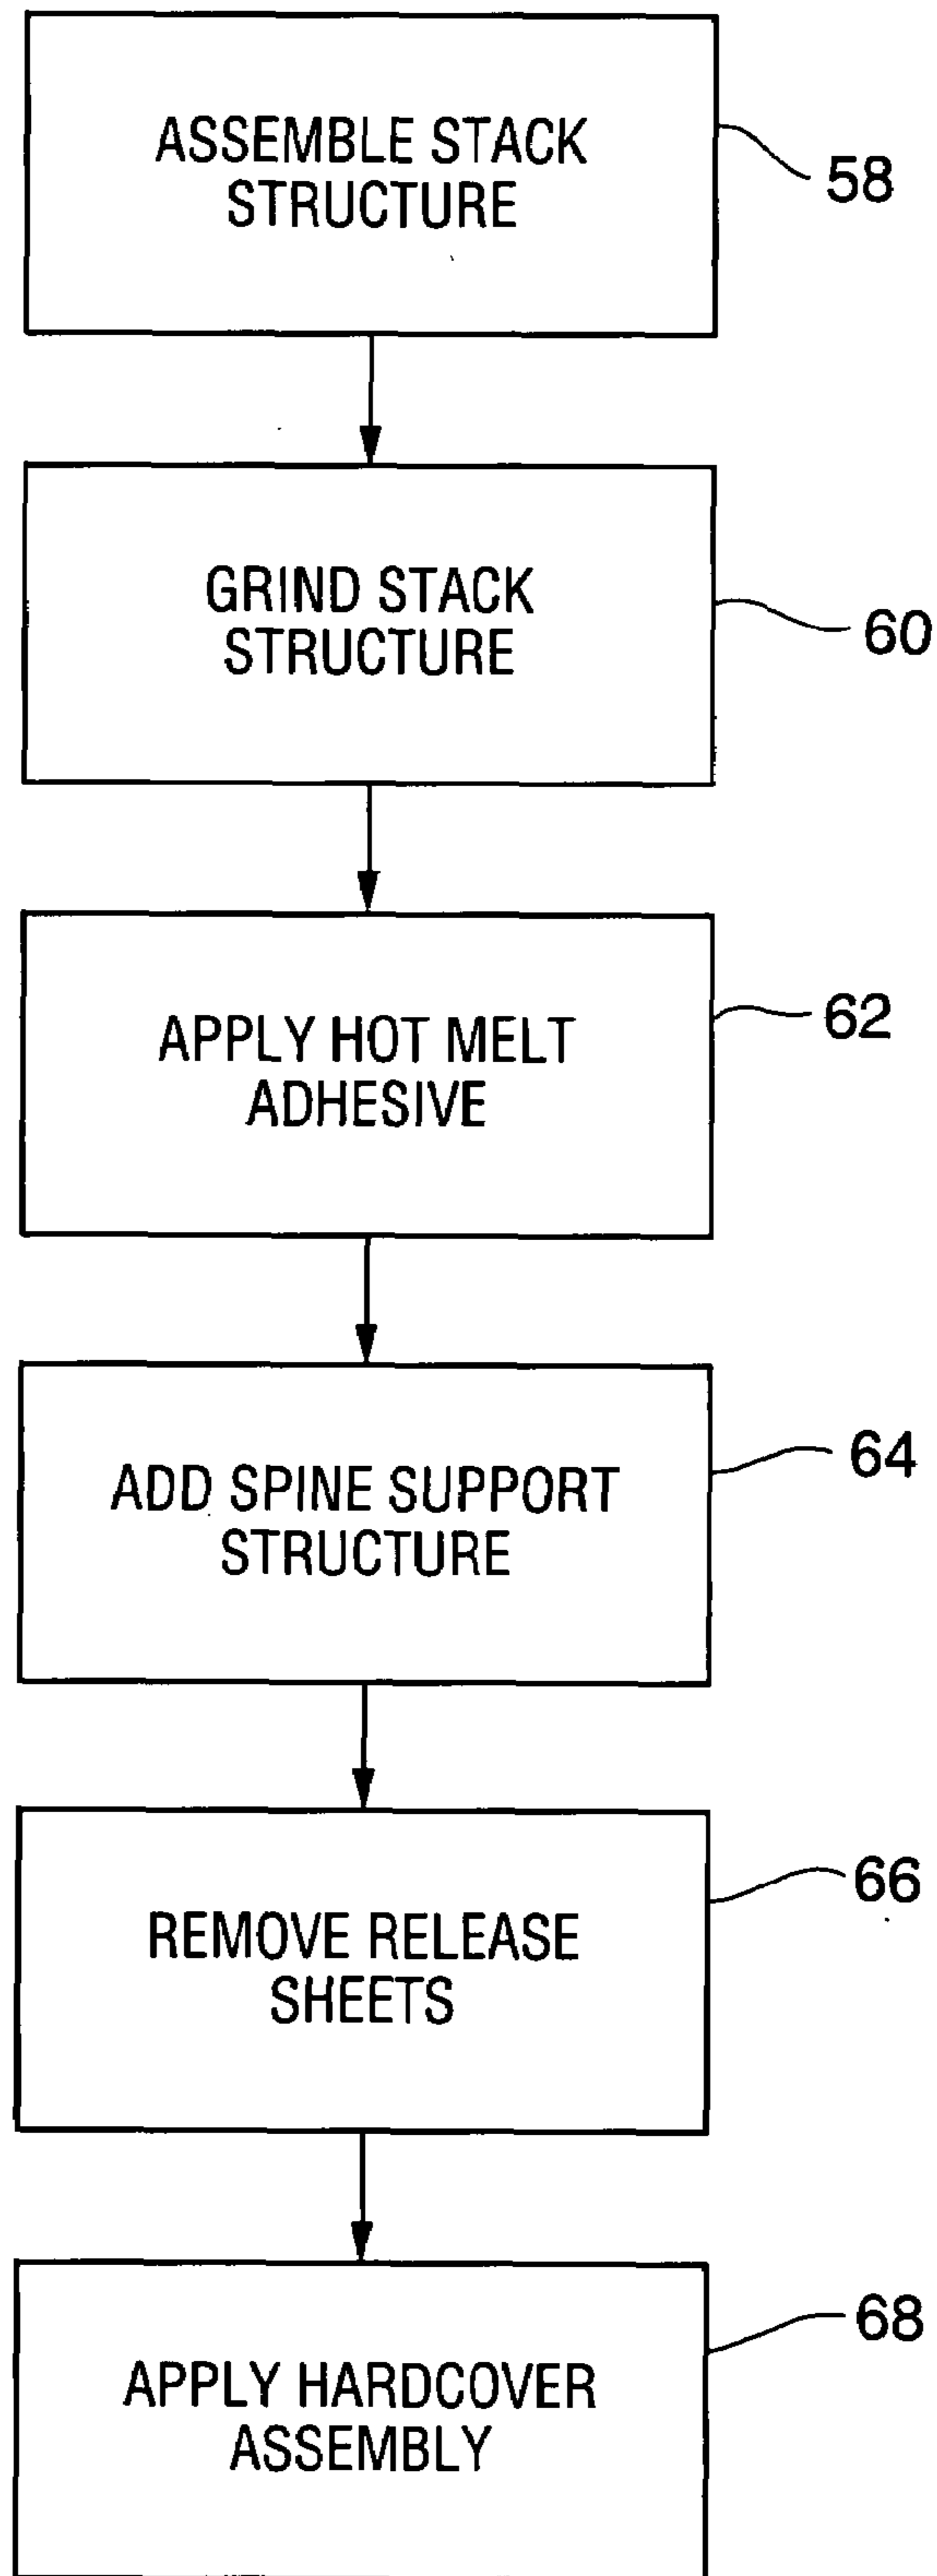 ASSEMBLE STACK
STRUCTURE
58
GRIND STACK
STRUCTURE
60
APPLY HOT MELT
ADHESIVE
62
ADD SPINE SUPPORT
STRUCTURE
64
REMOVE RELEASE
SHEETS
66
APPLY HARDCOVER
ASSEMBLY
68